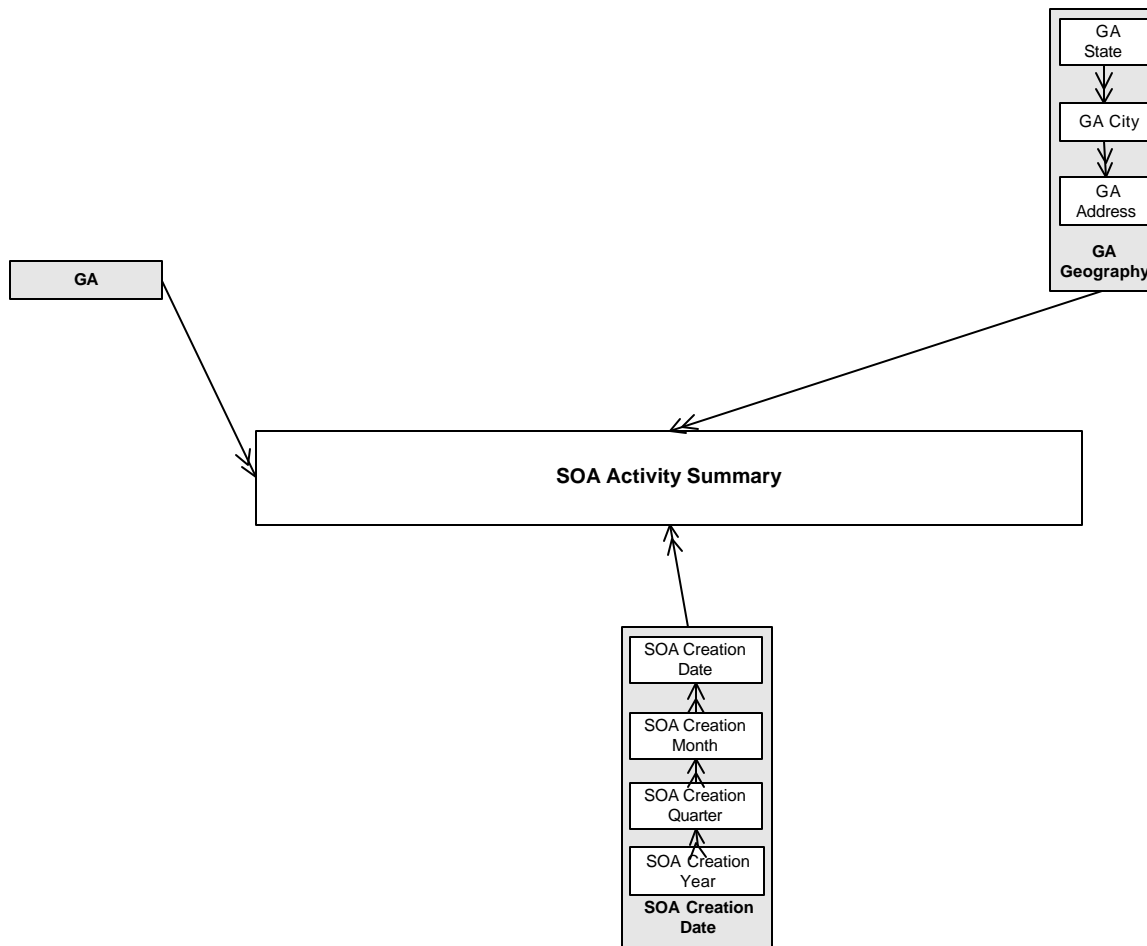 GA
State
GA City
GA
Address
GA
Geography
GA
SOA Activity Summary
SOA Creation
Date
SOA Creation
Month
SOA Creation
Quarter
SOA Creation
Year
SOA Creation
Date